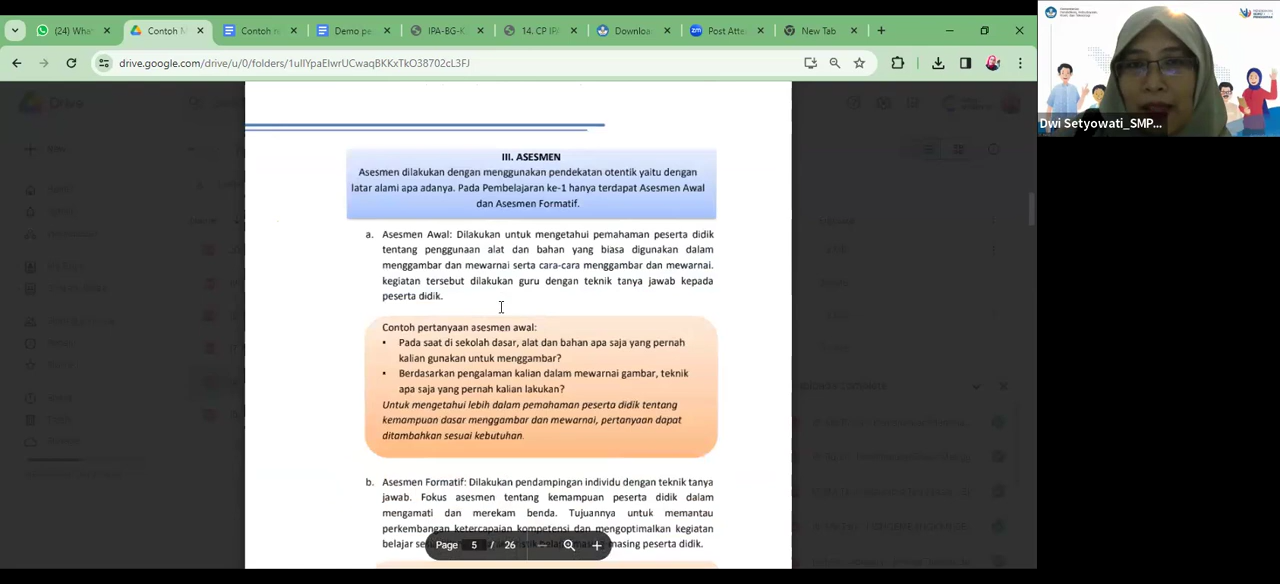 (24) What
Contoh M
Contoh m
Demo pe
IPA-BG-K
14. CP IP
Downloa
Post Atte
New Tab
drive.google.com/drive/u/0/folders/
III. ASESMEN
Asesmen dilakukan dengan menggunakan pendekatan otentik yaitu dengan
latar alami apa adanya. Pada Pembelajaran ke-1 hanya terdapat Asesmen Awal
dan Asesmen Formatif.
a. Asesmen Awal: Dilakukan untuk mengetahui pemahaman peserta didik
tentang penggunaan alat dan bahan yang biasa digunakan dalam
menggambar dan mewarnai serta cara-cara menggambar dan mewarnai.
kegiatan tersebut dilakukan guru dengan teknik tanya jawab kepada
peserta didik.
Contoh pertanyaan asesmen awal:
• Pada saat di sekolah dasar, alat dan bahan apa saja yang pernah
kalian gunakan untuk menggambar?
• Berdasarkan pengalaman kalian dalam mewarnai gambar, teknik
apa saja yang pernah kalian lakukan?
Untuk mengetahui lebih dalam pemahaman peserta didik tentang
kemampuan dasar menggambar dan mewarnai, pertanyaan dapat
ditambahkan sesuai kebutuhan.
b. Asesmen Formatif: Dilakukan pendampingan individu dengan teknik tanya
jawab. Fokus asesmen tentang kemampuan peserta didik dalam
mengamati dan merekam benda. Tujuannya untuk memantau
perkembangan ketercapaian kompetensi dan mengoptimalkan kegiatan
belajar masing peserta didik.
Page 5 / 26
Dwi Setyowati_SMP...